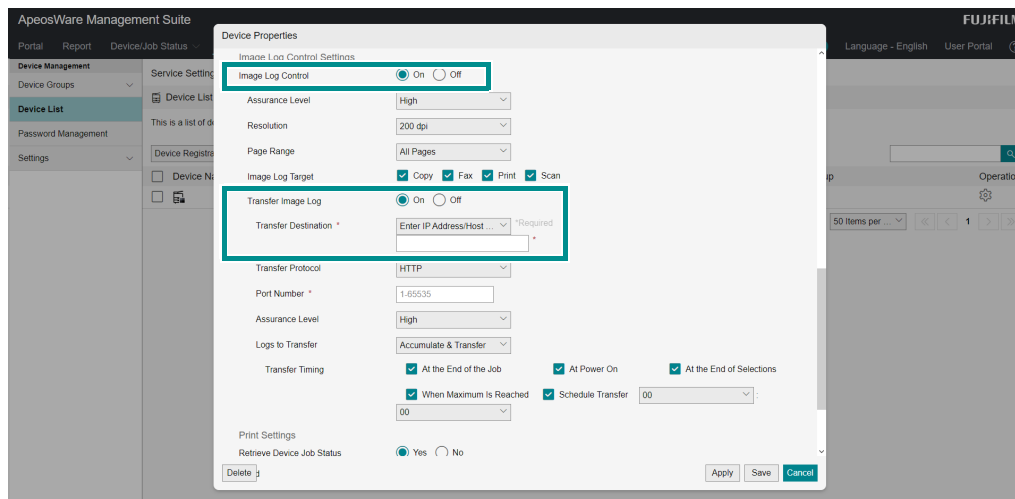 ApeosWare Management Suite
FUJIFILM
Portal Report Device/Job Status Language - English User Portal
Device Management
Device Groups
Device List
Password Management
Settings
Service Setting
Device List
This is a list of de
Device Registra
Device Na
Operatio
50 Items per ... 1
Device Properties
Image Log Control Settings
Image Log Control On Off
Assurance Level High
Resolution 200 dpi
Page Range All Pages
Image Log Target Copy Fax Print Scan
Transfer Image Log On Off
Transfer Destination * Enter IP Address/Host ... *Required
*
Transfer Protocol HTTP
Port Number * 1-65535
Assurance Level High
Logs to Transfer Accumulate & Transfer
Transfer Timing At the End of the Job At Power On At the End of Selections
When Maximum Is Reached Schedule Transfer 00 :
00
Print Settings
Retrieve Device Job Status Yes No
Delete Apply Save Cancel